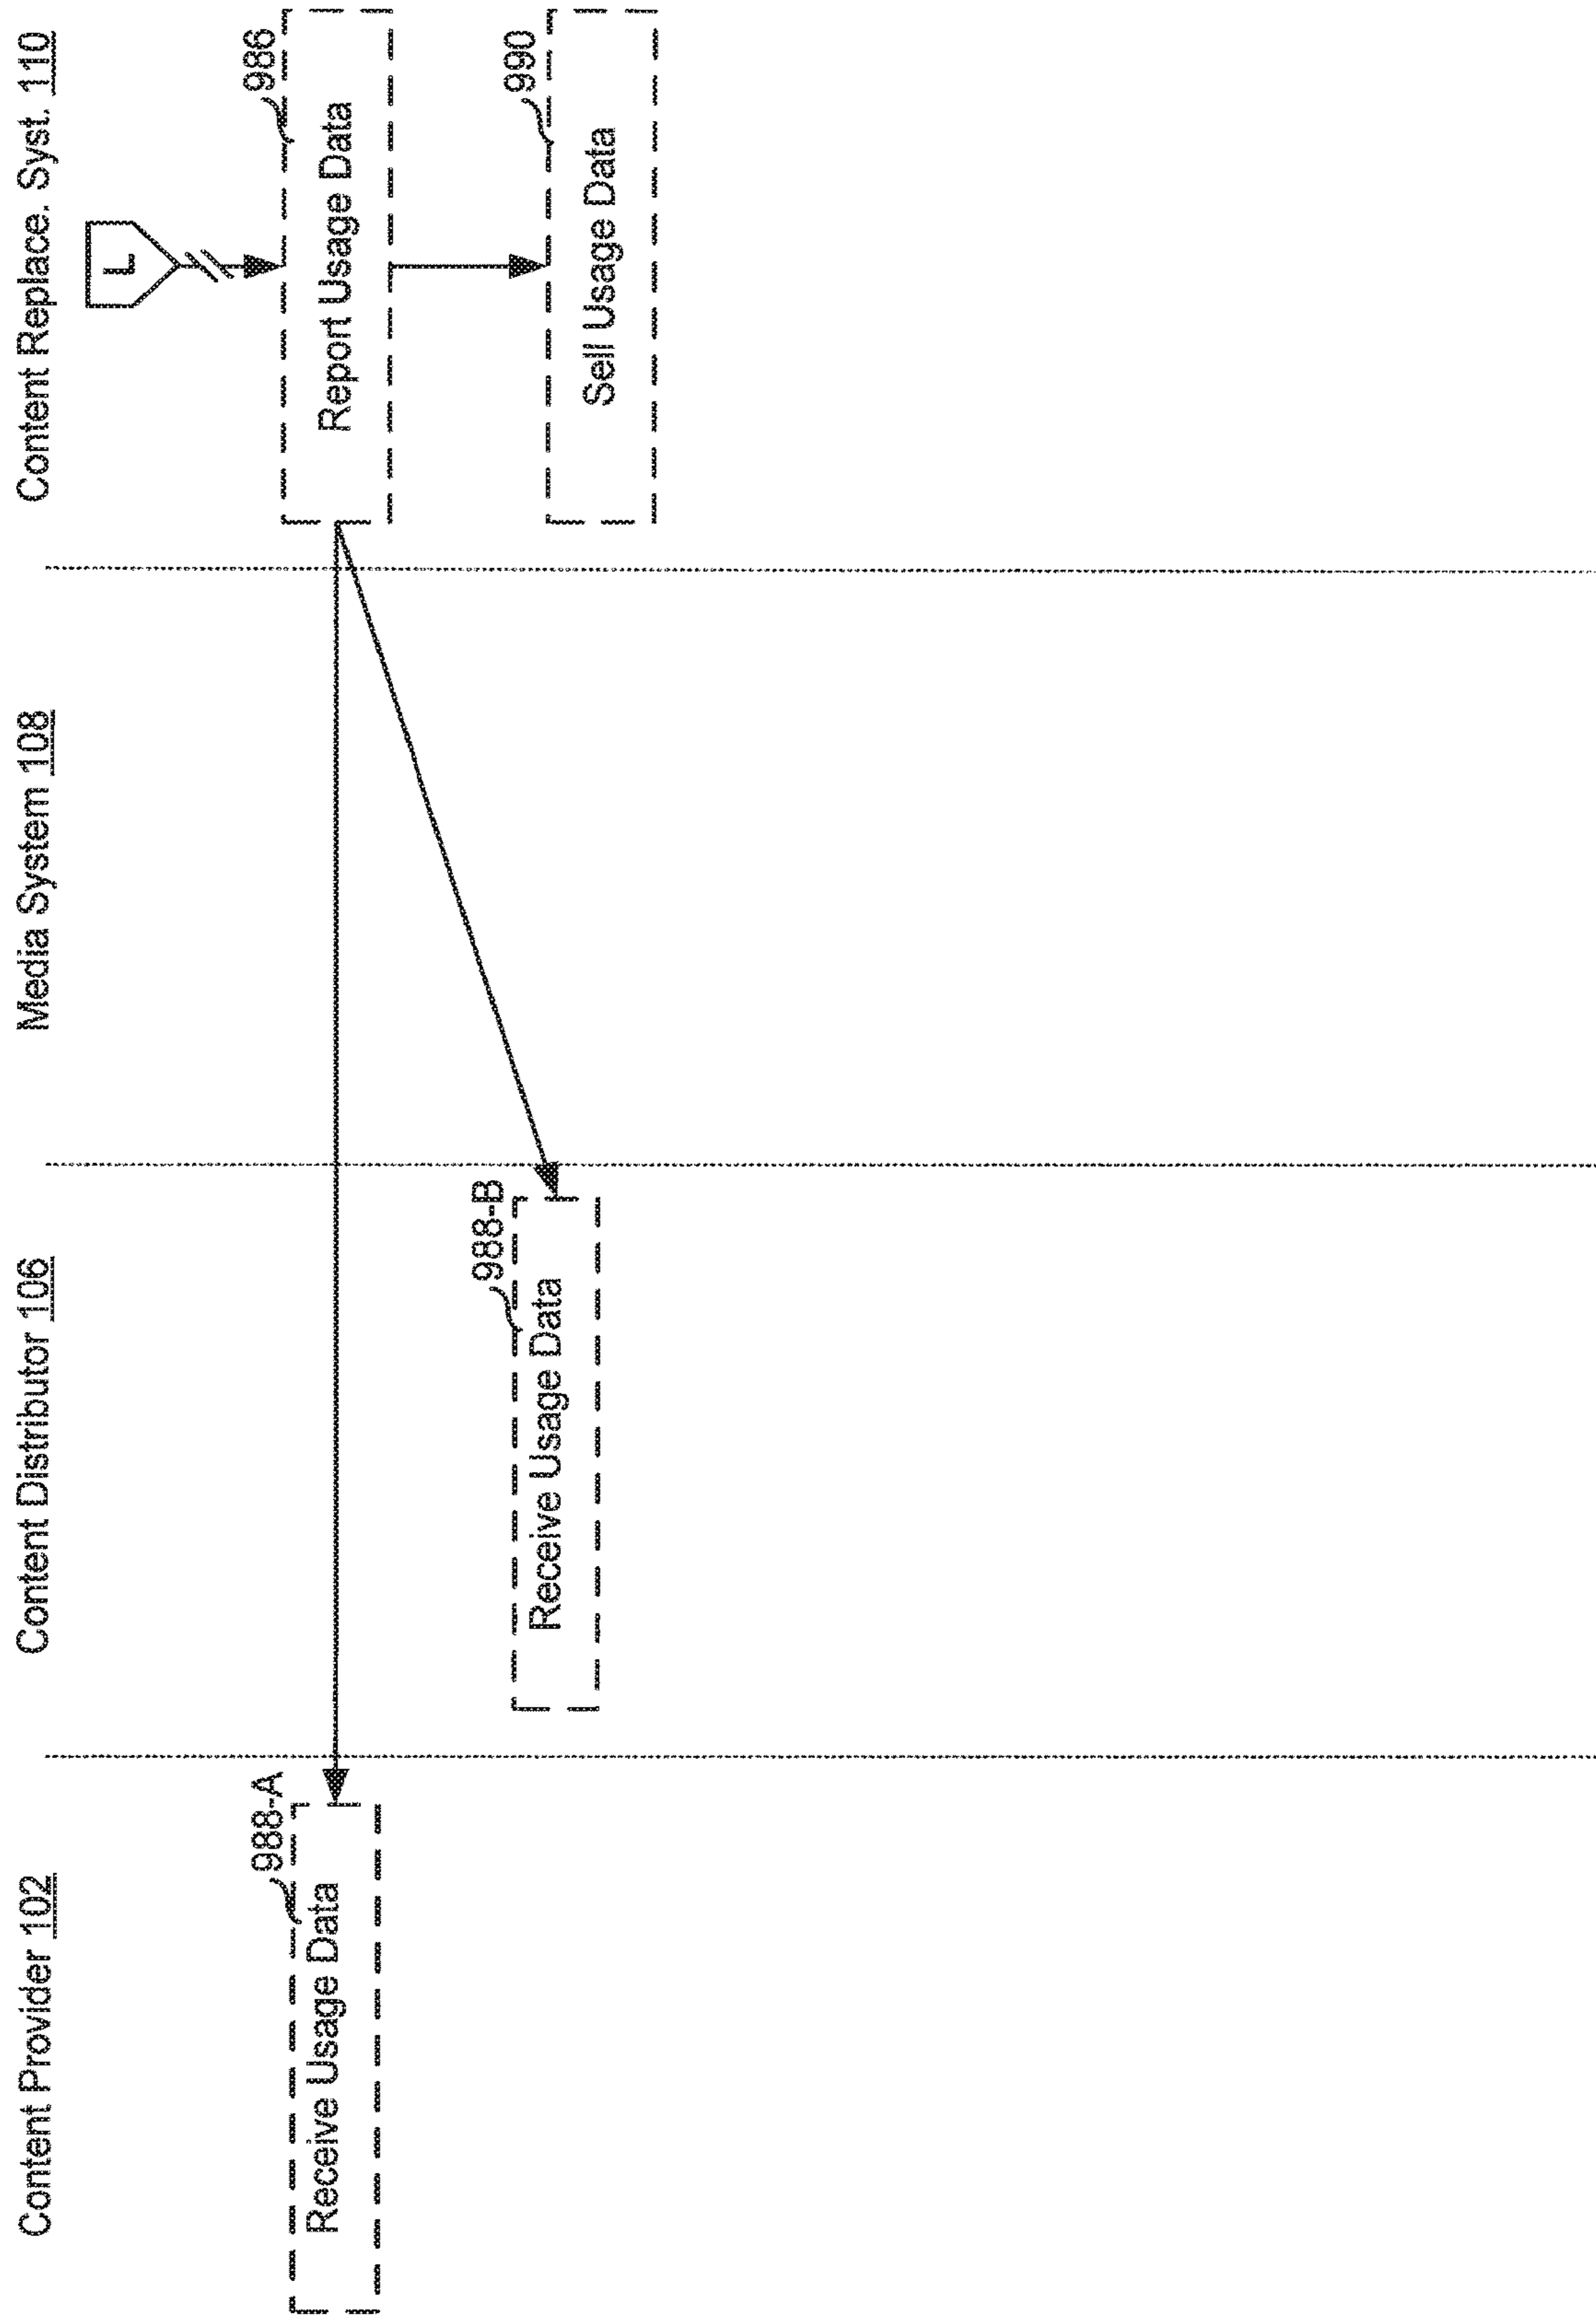 Content Provider 102
Content Distributor 106
Media System 108
Content Replace. Syst. 110
L
986
988-A
Receive Usage Data
Report Usage Data
988-B
Receive Usage Data
990
Sell Usage Data